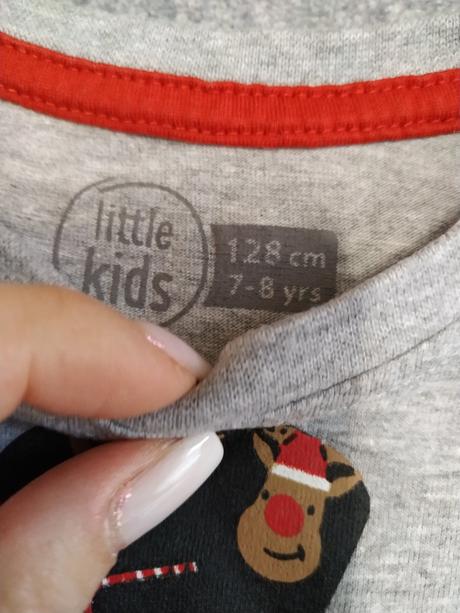 little
kids
128 cm
7-8 yrs